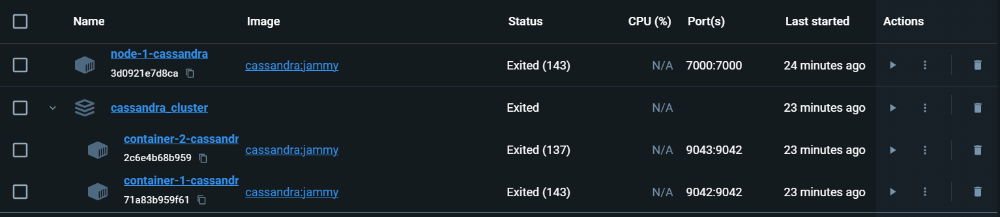 Name Image Status CPU (%) Port(s) Last started Actions
node-1-cassandra
3d0921e7d8ca
cassandra:jammy Exited (143) N/A 7000:7000 24 minutes ago
cassandra_cluster Exited N/A 23 minutes ago
container-2-cassandr
2c6e4b68b959
cassandra:jammy Exited (137) N/A 9043:9042 23 minutes ago
container-1-cassandr
71a83b959f61
cassandra:jammy Exited (143) N/A 9042:9042 23 minutes ago